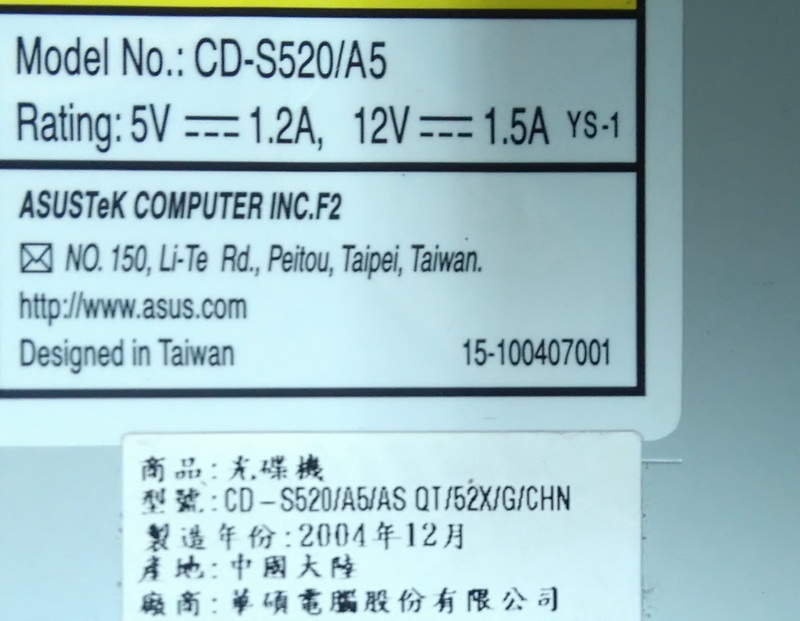 Model No.: CD-S520/A5
Rating: 5V ⎓ 1.2A, 12V ⎓ 1.5A YS-1
ASUSTeK COMPUTER INC.F2
NO. 150, Li-Te Rd., Peitou, Taipei, Taiwan.
http://www.asus.com
Designed in Taiwan 15-100407001
商品:光碟機
型號:CD-S520/A5/AS QT/52X/G/CHN
製造年份:2004年12月
產地:中國大陸
廠商:華碩電腦股份有限公司